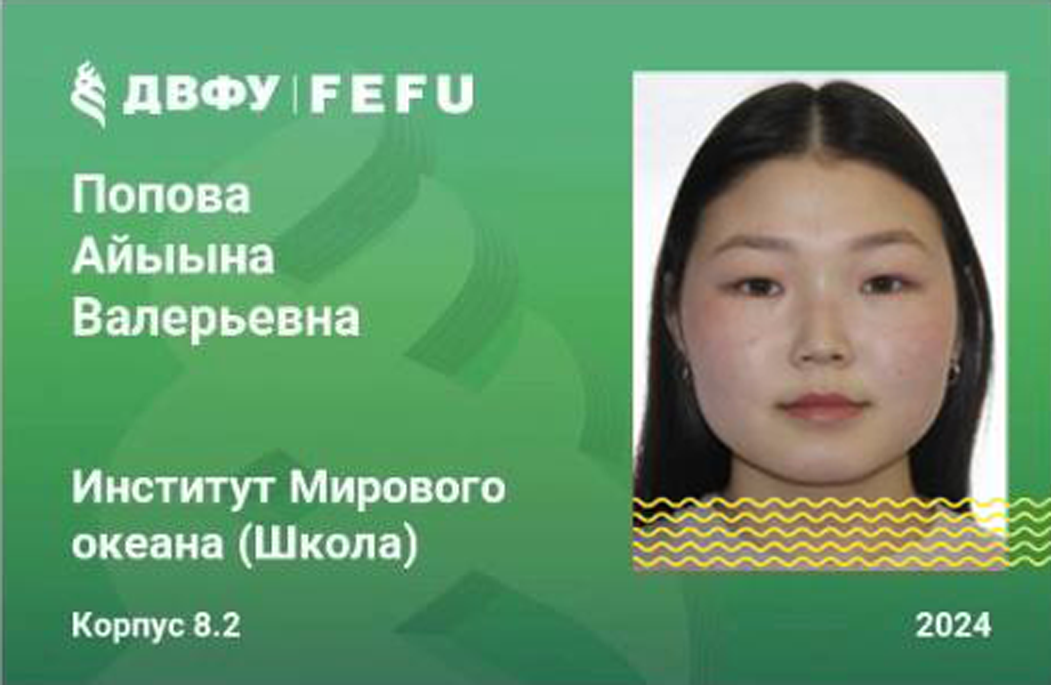 ДВФУ | FEFU
Попова
Айыына
Валерьевна
Институт Мирового
океана (Школа)
Корпус 8.2
2024